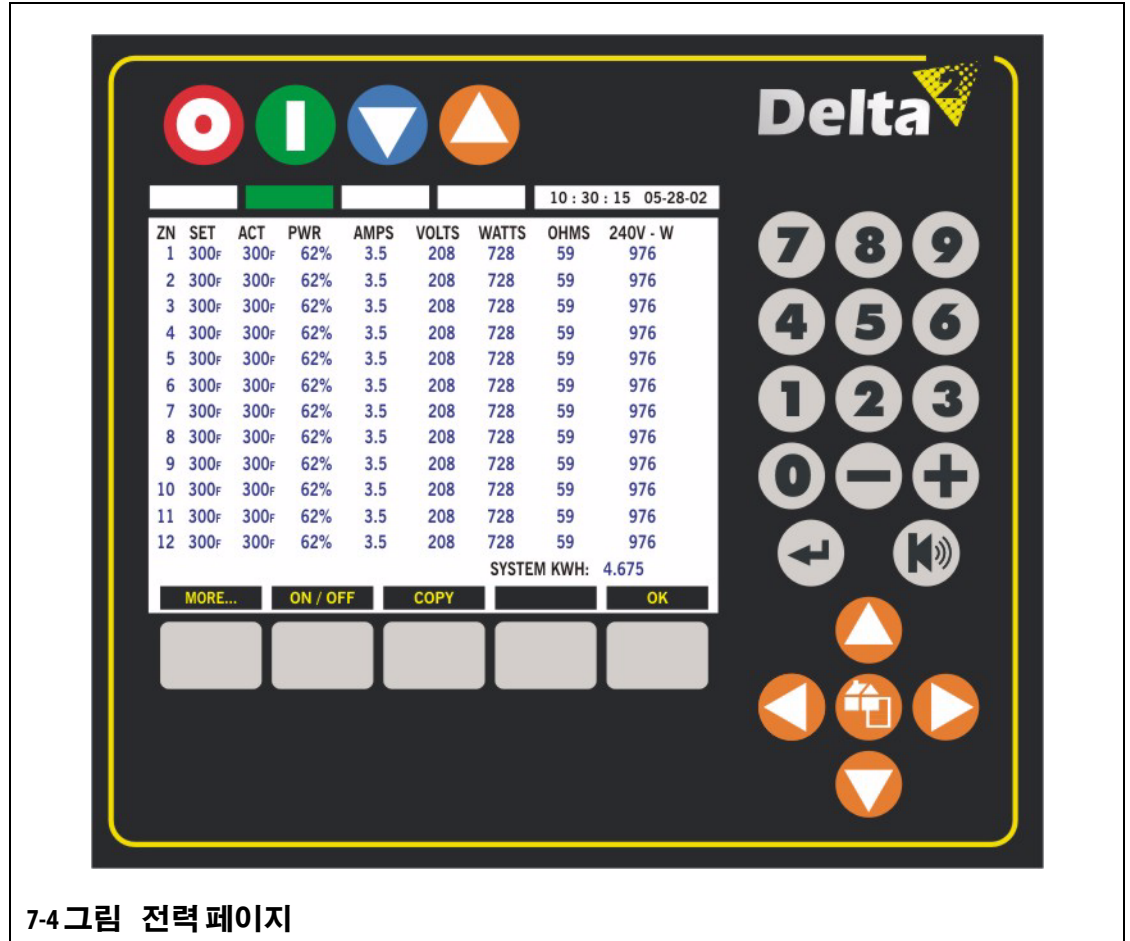 Delta 2
10 : 30 : 15 05-28-02
ZN SET ACT PWR AMPS VOLTS WATTS OHMS 240V - W
1 300F 300F 62% 3.5 208 728 59 976
2 300F 300F 62% 3.5 208 728 59 976
3 300F 300F 62% 3.5 208 728 59 976
4 300F 300F 62% 3.5 208 728 59 976
5 300F 300F 62% 3.5 208 728 59 976
6 300F 300F 62% 3.5 208 728 59 976
7 300F 300F 62% 3.5 208 728 59 976
8 300F 300F 62% 3.5 208 728 59 976
9 300F 300F 62% 3.5 208 728 59 976
10 300F 300F 62% 3.5 208 728 59 976
11 300F 300F 62% 3.5 208 728 59 976
12 300F 300F 62% 3.5 208 728 59 976
SYSTEM KWH: 4.675
MORE... ON / OFF COPY OK
7 8 9
4 5 6
1 2 3
0 − +
7-4 그림 전력 페이지